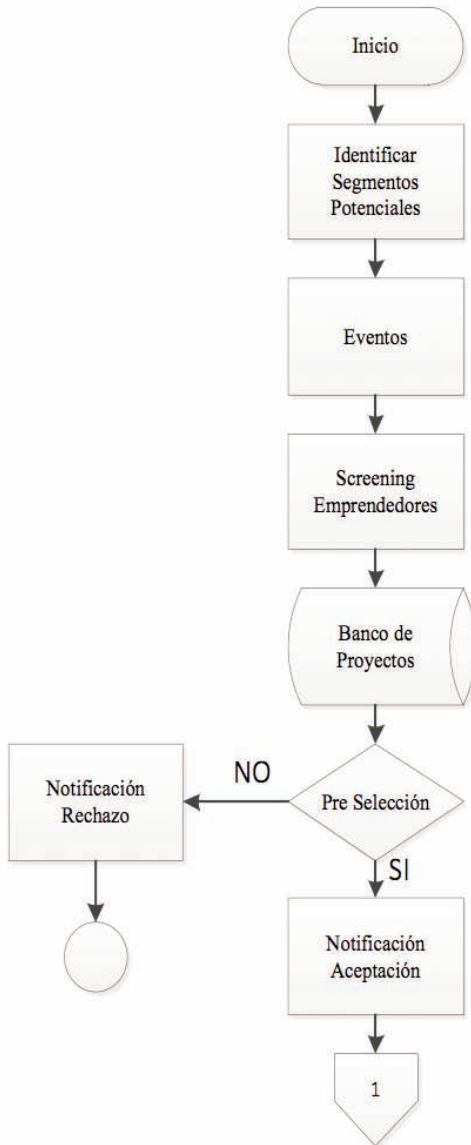 Inicio
Identificar
Segmentos
Potenciales
Eventos
Screening
Emprendedores
Banco de
Proyectos
Pre Selección
NO
Notificación
Rechazo
SI
Notificación
Aceptación
1